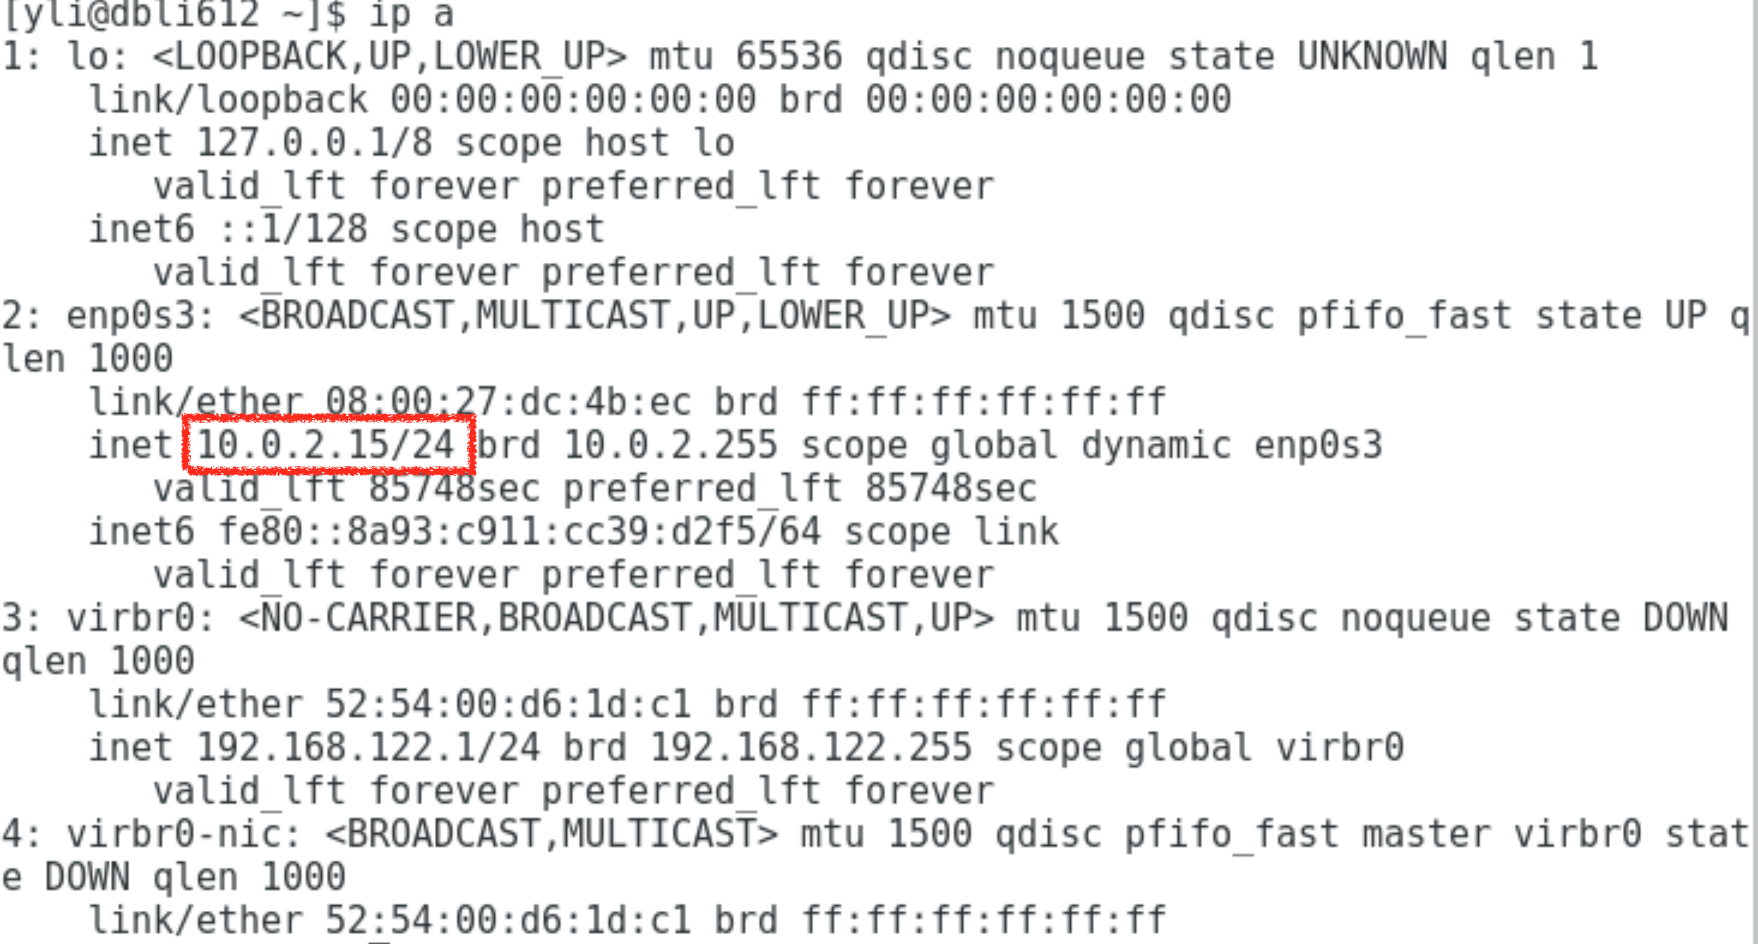 [yli@dbli612 ~]$ ip a
1: lo: <LOOPBACK,UP,LOWER_UP> mtu 65536 qdisc noqueue state UNKNOWN qlen 1
    link/loopback 00:00:00:00:00:00 brd 00:00:00:00:00:00
    inet 127.0.0.1/8 scope host lo
       valid_lft forever preferred_lft forever
    inet6 ::1/128 scope host
       valid_lft forever preferred_lft forever
2: enp0s3: <BROADCAST,MULTICAST,UP,LOWER_UP> mtu 1500 qdisc pfifo_fast state UP q
len 1000
    link/ether 08:00:27:dc:4b:ec brd ff:ff:ff:ff:ff:ff
    inet 10.0.2.15/24 brd 10.0.2.255 scope global dynamic enp0s3
       valid_lft 85748sec preferred_lft 85748sec
    inet6 fe80::8a93:c911:cc39:d2f5/64 scope link
       valid_lft forever preferred_lft forever
3: virbr0: <NO-CARRIER,BROADCAST,MULTICAST,UP> mtu 1500 qdisc noqueue state DOWN
qlen 1000
    link/ether 52:54:00:d6:1d:c1 brd ff:ff:ff:ff:ff:ff
    inet 192.168.122.1/24 brd 192.168.122.255 scope global virbr0
       valid_lft forever preferred_lft forever
4: virbr0-nic: <BROADCAST,MULTICAST> mtu 1500 qdisc pfifo_fast master virbr0 stat
e DOWN qlen 1000
    link/ether 52:54:00:d6:1d:c1 brd ff:ff:ff:ff:ff:ff